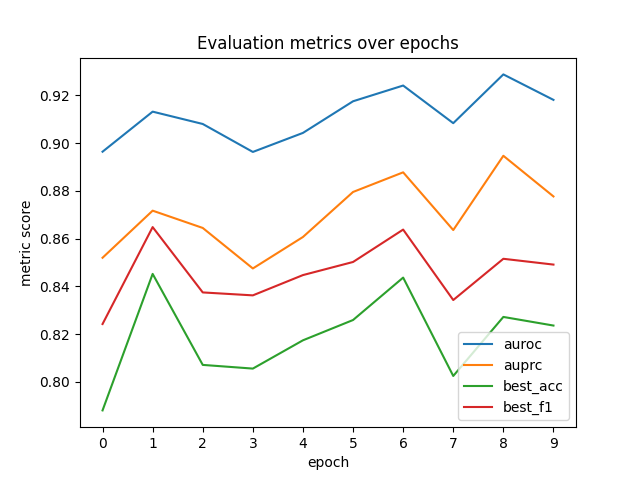 Evaluation metrics over epochs
metric score
0.92
0.90
0.88
0.86
0.84
0.82
0.80
0 1 2 3 4 5 6 7 8 9
epoch
auroc
auprc
best_acc
best_f1